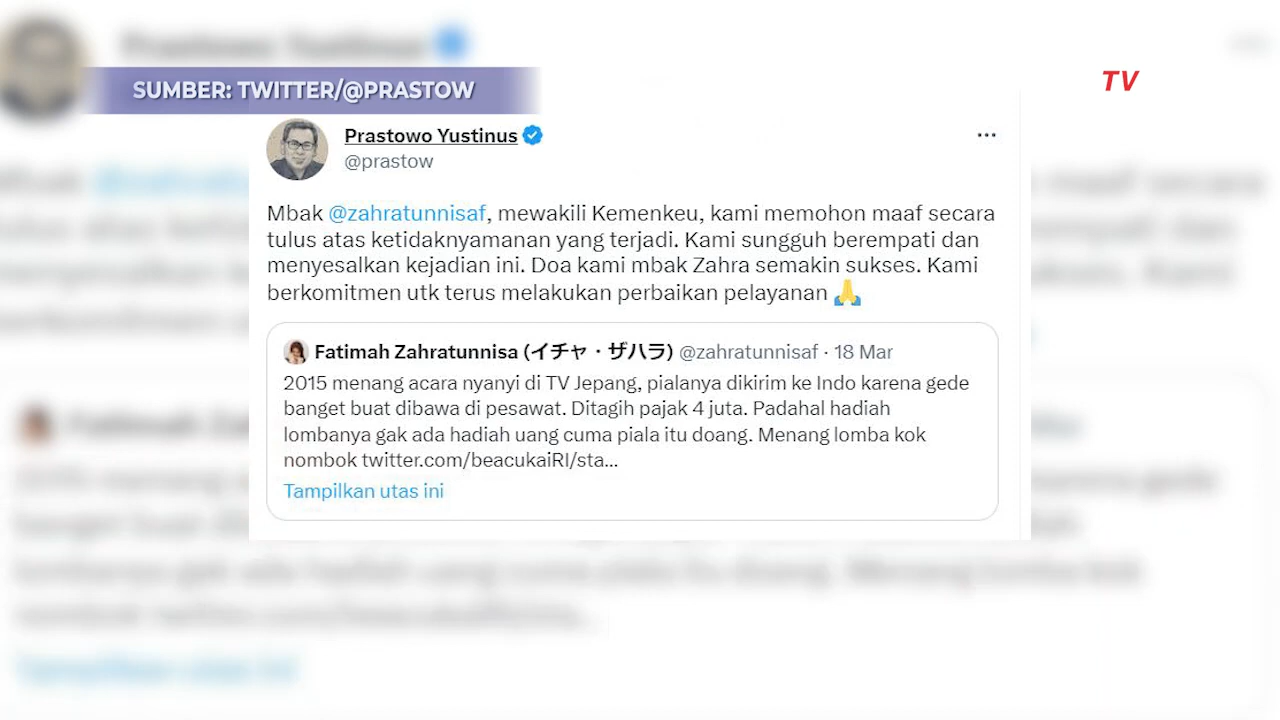 SUMBER: TWITTER/@PRASTOW
TV
Prastowo Yustinus
@prastow
Mbak @zahratunnisaf, mewakili Kemenkeu, kami memohon maaf secara
tulus atas ketidaknyamanan yang terjadi. Kami sungguh berempati dan
menyesalkan kejadian ini. Doa kami mbak Zahra semakin sukses. Kami
berkomitmen utk terus melakukan perbaikan pelayanan 🙏
Fatimah Zahratunnisa (イチャ・ザハラ) @zahratunnisaf · 18 Mar
2015 menang acara nyanyi di TV Jepang, pialanya dikirim ke Indo karena gede
banget buat dibawa di pesawat. Ditagih pajak 4 juta. Padahal hadiah
lombanya gak ada hadiah uang cuma piala itu doang. Menang lomba kok
nombok twitter.com/beacukaiRI/sta...
Tampilkan utas ini